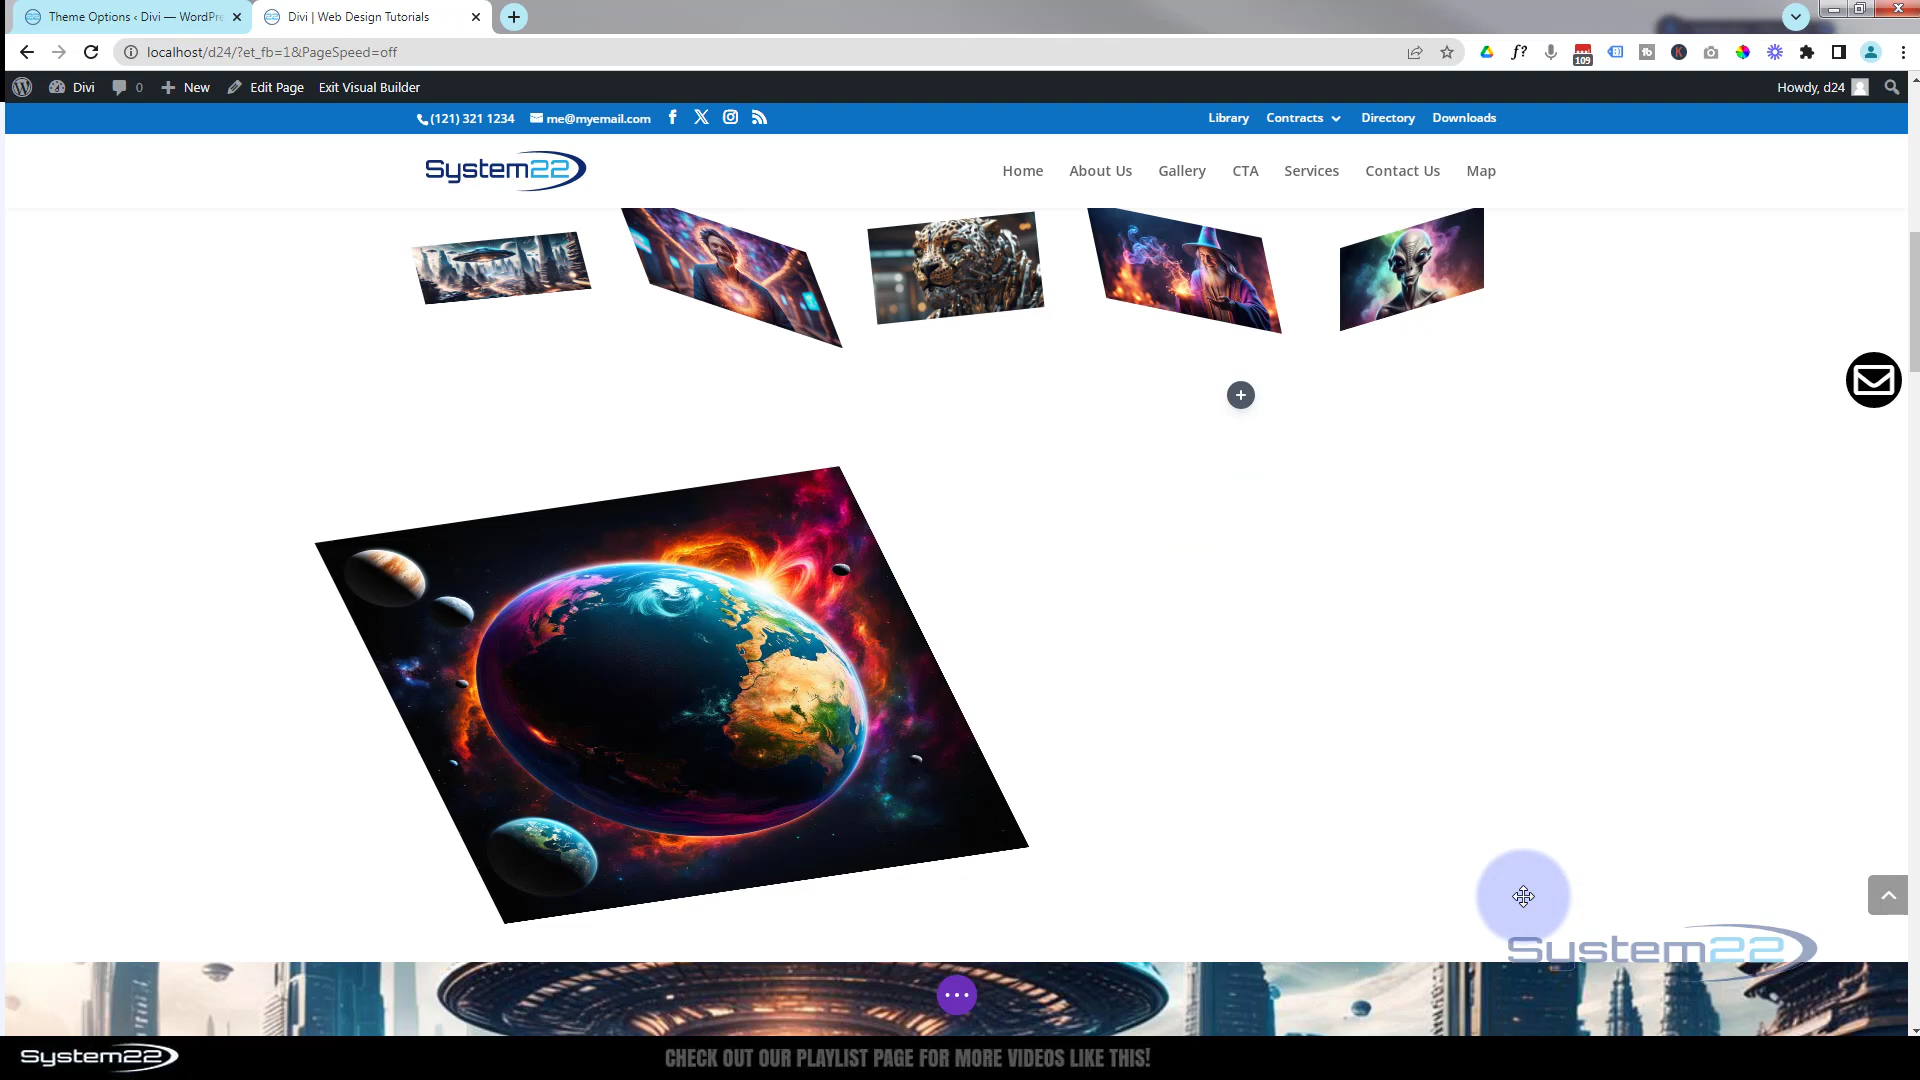 Theme Options ‹ Divi — WordPre
Divi | Web Design Tutorials
localhost/d24/?et_fb=1&PageSpeed=off
109
Divi
0
New
Edit Page
Exit Visual Builder
Howdy, d24
(121) 321 1234
me@myemail.com
Library
Contracts
Directory
Downloads
System22
Home
About Us
Gallery
CTA
Services
Contact Us
Map
System22
System22
CHECK OUT OUR PLAYLIST PAGE FOR MORE VIDEOS LIKE THIS!